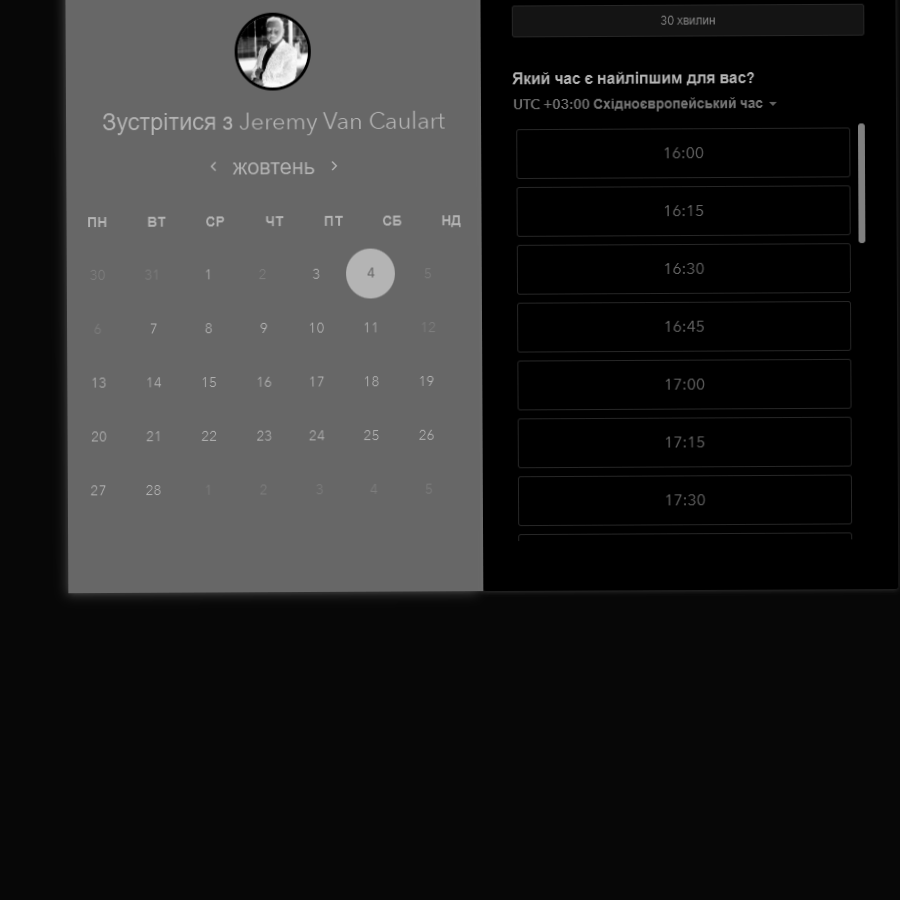 Зустрітися з Jeremy Van Caulart
‹ жовтень ›
ПН ВТ СР ЧТ ПТ СБ НД
30 31 1 2 3 4 5
6 7 8 9 10 11 12
13 14 15 16 17 18 19
20 21 22 23 24 25 26
27 28 1 2 3 4 5
30 хвилин
Який час є найліпшим для вас?
UTC +03:00 Східноєвропейський час
16:00
16:15
16:30
16:45
17:00
17:15
17:30